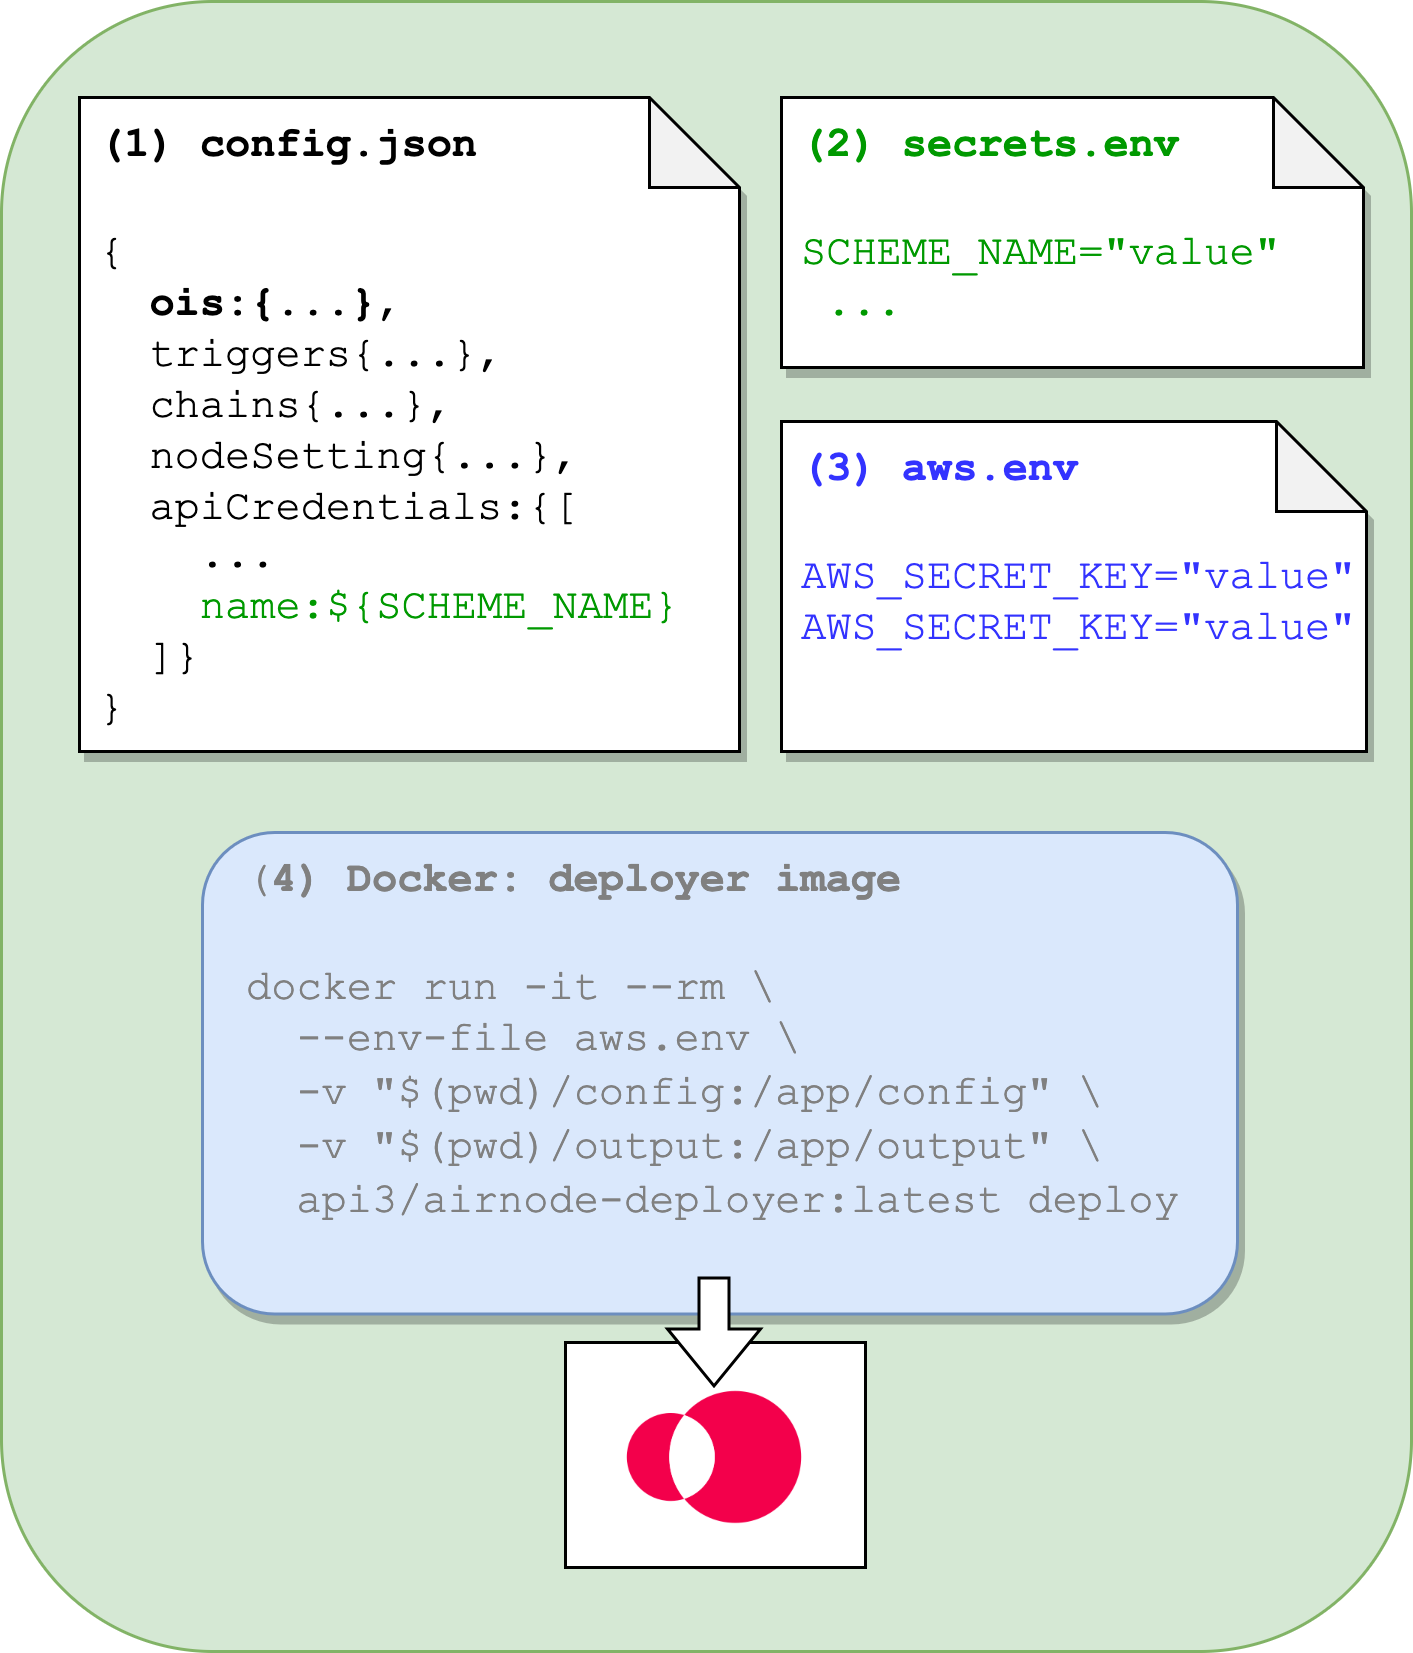 (1) config.json
{
  ois:{...},
  triggers{...},
  chains{...},
  nodeSetting{...},
  apiCredentials:{[
    ...
    name:${SCHEME_NAME}
  ]}
}
(2) secrets.env
SCHEME_NAME="value"
 ...
(3) aws.env
AWS_SECRET_KEY="value"
AWS_SECRET_KEY="value"
(4) Docker: deployer image
docker run -it --rm \
  --env-file aws.env \
  -v "$(pwd)/config:/app/config" \
  -v "$(pwd)/output:/app/output" \
  api3/airnode-deployer:latest deploy